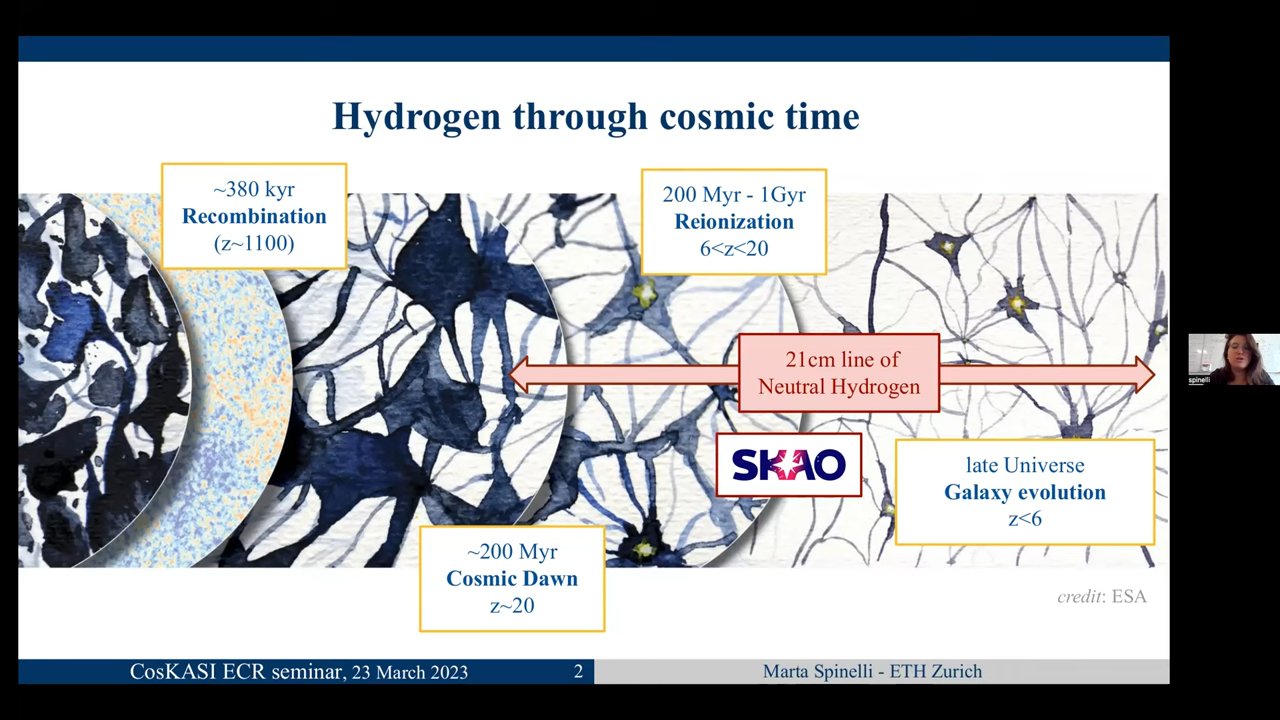 Hydrogen through cosmic time
~380 kyr
Recombination
(z~1100)
200 Myr - 1Gyr
Reionization
6<z<20
21cm line of
Neutral Hydrogen
SKAO
late Universe
Galaxy evolution
z<6
~200 Myr
Cosmic Dawn
z~20
credit: ESA
spinelli
CosKASI ECR seminar, 23 March 2023
2
Marta Spinelli - ETH Zurich